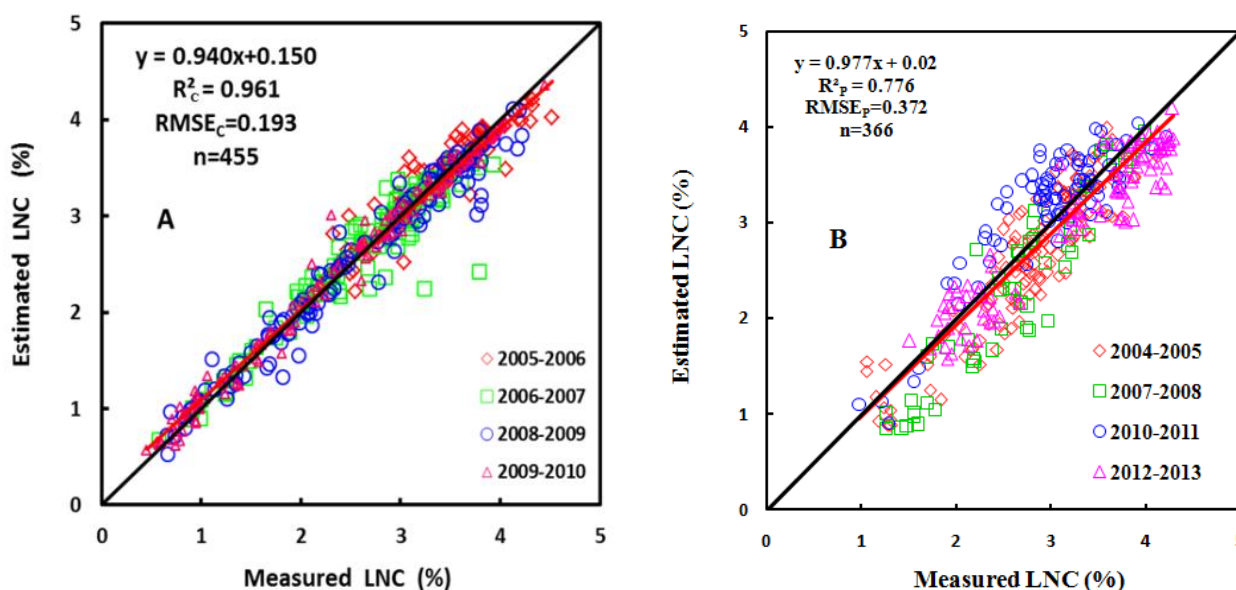 5
4
3
2
1
0
Estimated LNC (%)
y = 0.940x+0.150
R²c = 0.961
RMSEC=0.193
n=455
A
2005-2006
2006-2007
2008-2009
2009-2010
0 1 2 3 4 5
Measured LNC (%)
5
4
3
2
1
0
Estimated LNC (%)
y = 0.977x + 0.02
R²P = 0.776
RMSEP=0.372
n=366
B
2004-2005
2007-2008
2010-2011
2012-2013
0 1 2 3 4
Measured LNC (%)